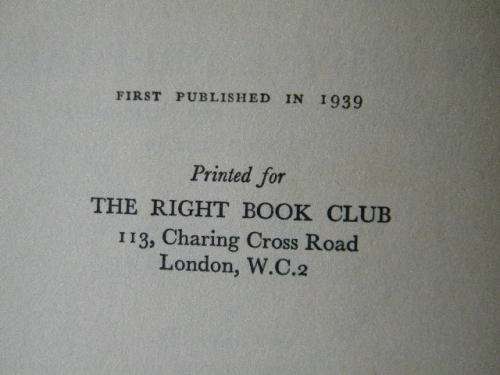 FIRST PUBLISHED IN 1939
Printed for
THE RIGHT BOOK CLUB
113, Charing Cross Road
London, W.C.2